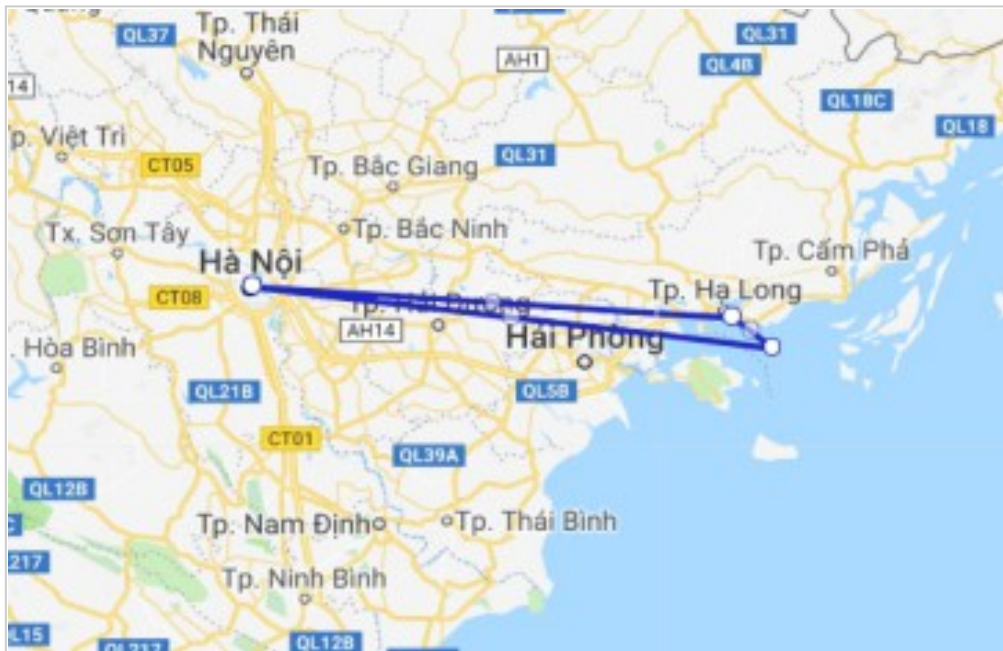 QL37
Tp. Thái
Nguyên
AH1
QL31
QL4B
14
QL18C
QL18
p. Việt Trì
CT05
Tp. Bắc Giang
QL31
Tx. Sơn Tây
Tp. Bắc Ninh
Hà Nội
Tp. Cẩm Phả
CT08
Tp. Hạ Long
AH14
Hải Phòng
Hòa Bình
QL21B
QL5B
CT01
QL39A
QL12B
Tp. Nam Định
Tp. Thái Bình
217
Tp. Ninh Bình
QL15
QL217
QL12B